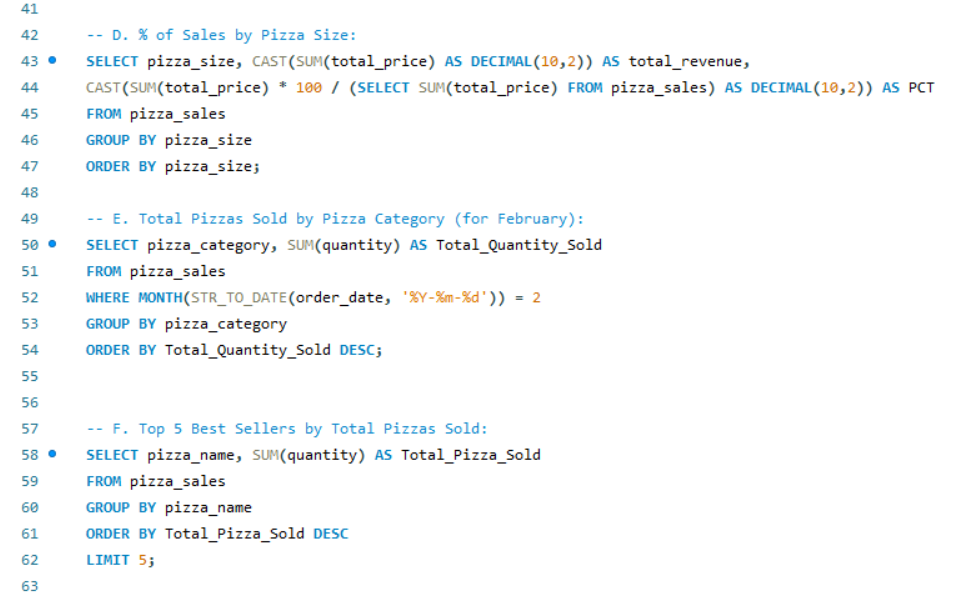 41
42 -- D. % of Sales by Pizza Size:
43 SELECT pizza_size, CAST(SUM(total_price) AS DECIMAL(10,2)) AS total_revenue,
44 CAST(SUM(total_price) * 100 / (SELECT SUM(total_price) FROM pizza_sales) AS DECIMAL(10,2)) AS PCT
45 FROM pizza_sales
46 GROUP BY pizza_size
47 ORDER BY pizza_size;
48
49 -- E. Total Pizzas Sold by Pizza Category (for February):
50 SELECT pizza_category, SUM(quantity) AS Total_Quantity_Sold
51 FROM pizza_sales
52 WHERE MONTH(STR_TO_DATE(order_date, '%Y-%m-%d')) = 2
53 GROUP BY pizza_category
54 ORDER BY Total_Quantity_Sold DESC;
55
56
57 -- F. Top 5 Best Sellers by Total Pizzas Sold:
58 SELECT pizza_name, SUM(quantity) AS Total_Pizza_Sold
59 FROM pizza_sales
60 GROUP BY pizza_name
61 ORDER BY Total_Pizza_Sold DESC
62 LIMIT 5;
63